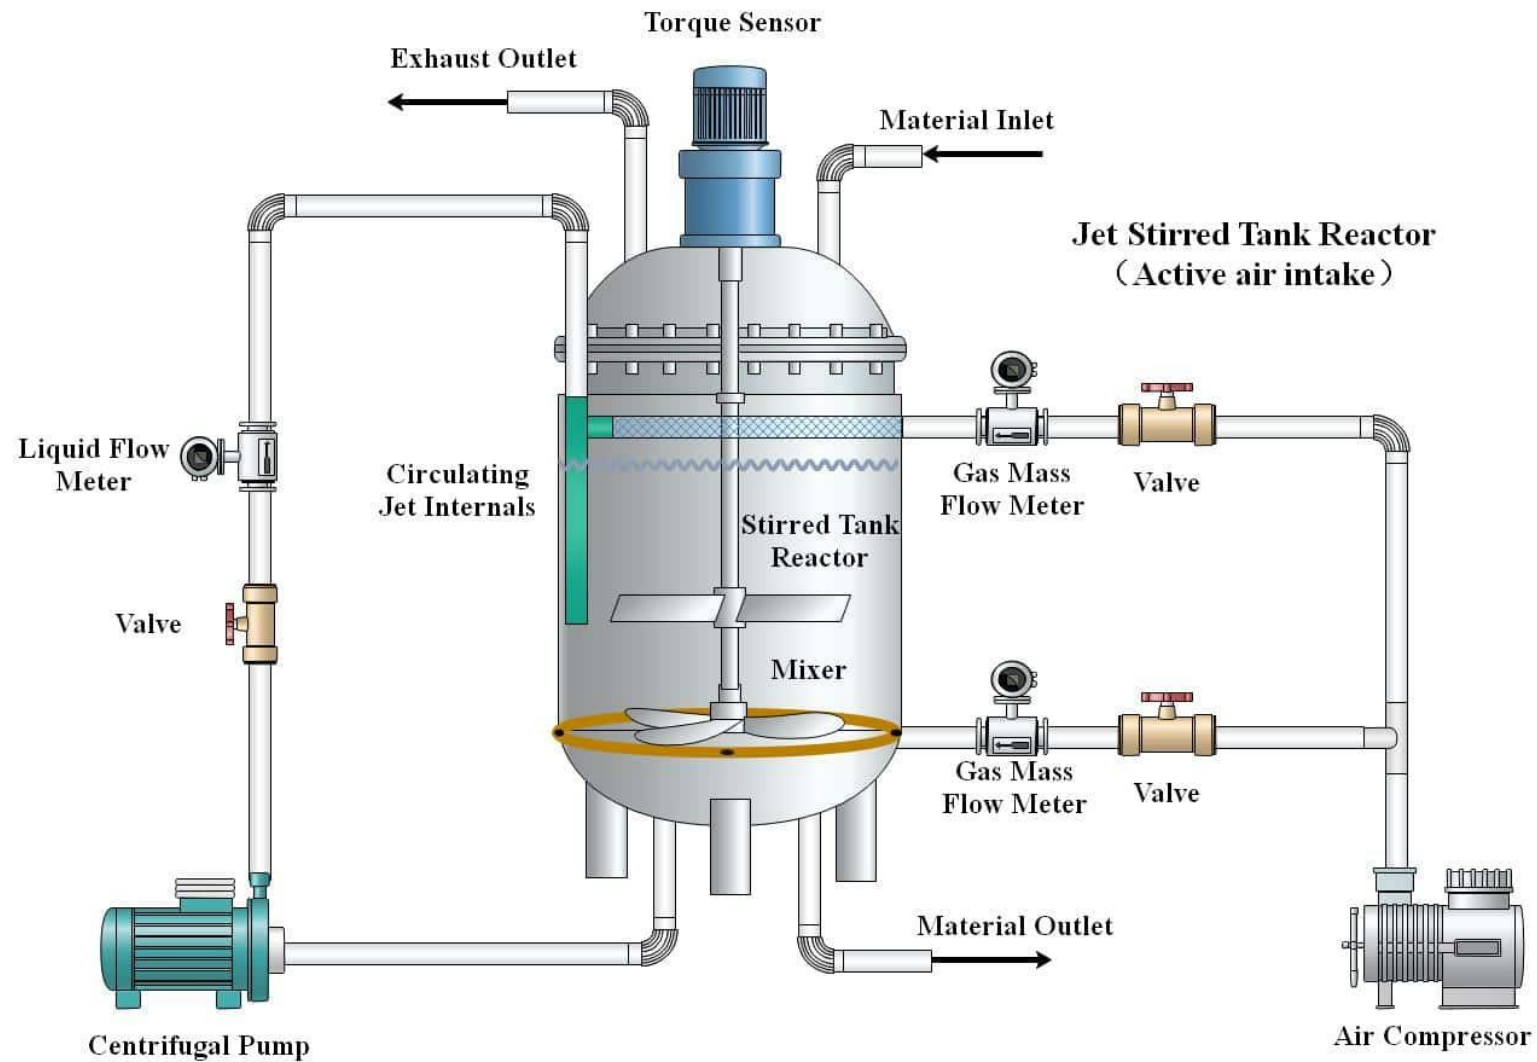 Torque Sensor
Exhaust Outlet
Material Inlet
Jet Stirred Tank Reactor
（Active air intake）
Liquid Flow
Meter
Circulating
Jet Internals
Gas Mass
Flow Meter
Valve
Stirred Tank
Reactor
Valve
Mixer
Gas Mass
Flow Meter
Valve
Material Outlet
Centrifugal Pump
Air Compressor